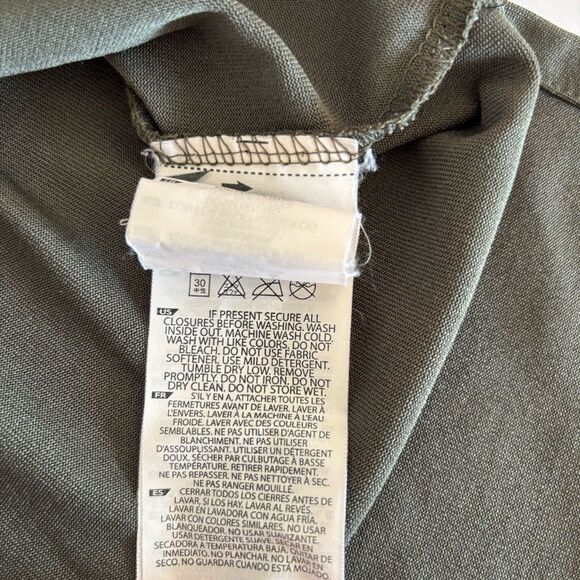 30
中性
US IF PRESENT SECURE ALL
CLOSURES BEFORE WASHING. WASH
INSIDE OUT. MACHINE WASH COLD.
WASH WITH LIKE COLORS. DO NOT
BLEACH. DO NOT USE FABRIC
SOFTENER. USE MILD DETERGENT.
TUMBLE DRY LOW. REMOVE
PROMPTLY. DO NOT IRON. DO NOT
DRY CLEAN. DO NOT STORE WET.
FR S'IL Y EN A, ATTACHER TOUTES LES
FERMETURES AVANT DE LAVER. LAVER À
L'ENVERS. LAVER À LA MACHINE À L'EAU
FROIDE. LAVER AVEC DES COULEURS
SEMBLABLES. NE PAS UTILISER D'AGENT DE
BLANCHIMENT. NE PAS UTILISER
D'ASSOUPLISSANT. UTILISER UN DÉTERGENT
DOUX. SÉCHER PAR CULBUTAGE À BASSE
TEMPÉRATURE. RETIRER RAPIDEMENT.
NE PAS REPASSER. NE PAS NETTOYER À SEC.
NE PAS RANGER MOUILLÉ.
ES CERRAR TODOS LOS CIERRES ANTES DE
LAVAR, SI LOS HAY. LAVAR AL REVÉS.
LAVAR EN LAVADORA CON AGUA FRÍA.
LAVAR CON COLORES SIMILARES. NO USAR
BLANQUEADOR. NO USAR SUAVIZANTE.
USAR DETERGENTE SUAVE. SECAR EN
SECADORA A TEMPERATURA BAJA. QUITAR DE
INMEDIATO. NO PLANCHAR. NO LAVAR EN
SECO. NO GUARDAR CUANDO ESTÁ MOJADO.